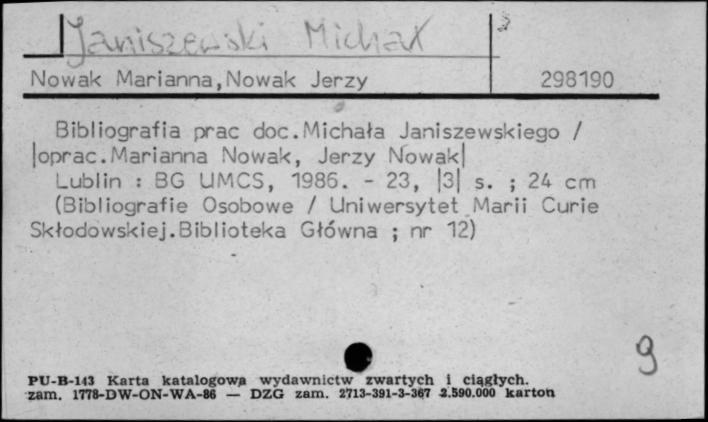 Janiszewski Michał
Nowak Marianna,Nowak Jerzy 298190
Bibliografia prac doc.Michała Janiszewskiego /
|oprac.Marianna Nowak, Jerzy Nowak|
Lublin : BG UMCS, 1986. - 23, |3| s. ; 24 cm
(Bibliografie Osobowe / Uniwersytet Marii Curie
Skłodowskiej.Biblioteka Główna ; nr 12)
9
PU-B-143 Karta katalogowa wydawnictw zwartych i ciągłych.
zam. 1778-DW-ON-WA-86 — DZG zam. 2713-391-3-367 2.590.000 karton